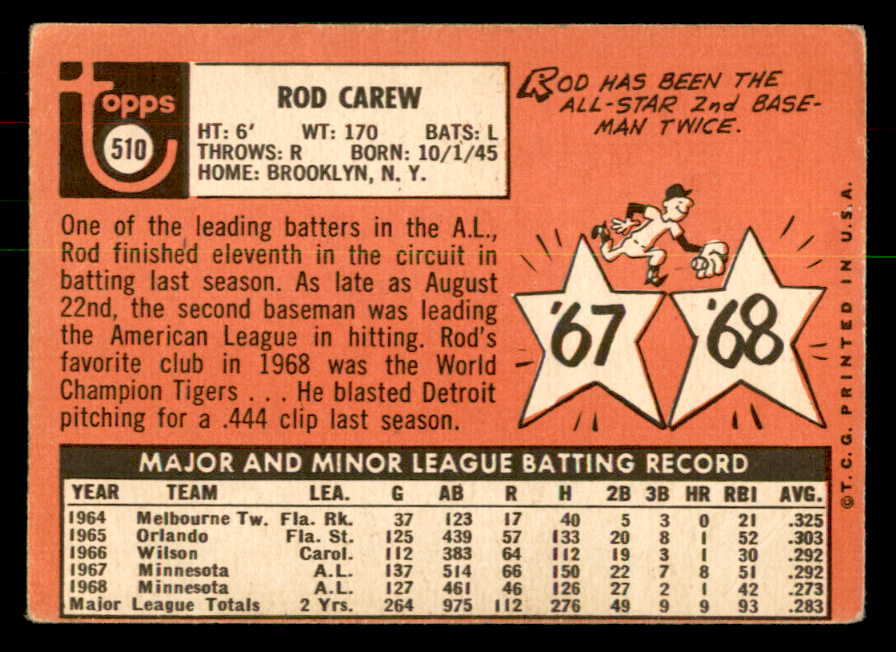 Topps
510
ROD CAREW
HT: 6' WT: 170 BATS: L
THROWS: R BORN: 10/1/45
HOME: BROOKLYN, N. Y.
ROD HAS BEEN THE
ALL-STAR 2nd BASE-
MAN TWICE.
One of the leading batters in the A.L.,
Rod finished eleventh in the circuit in
batting last season. As late as August
22nd, the second baseman was leading
the American League in hitting. Rod's
favorite club in 1968 was the World
Champion Tigers . . . He blasted Detroit
pitching for a .444 clip last season.
'67 '68
MAJOR AND MINOR LEAGUE BATTING RECORD
YEAR TEAM LEA. G AB R H 2B 3B HR RBI AVG.
1964 Melbourne Tw. Fla. Rk. 37 123 17 40 5 3 0 21 .325
1965 Orlando Fla. St. 125 439 57 133 20 8 1 52 .303
1966 Wilson Carol. 112 383 64 112 19 3 1 30 .292
1967 Minnesota A.L. 137 514 66 150 22 7 8 51 .292
1968 Minnesota A.L. 127 461 46 126 27 2 1 42 .273
Major League Totals 2 Yrs. 264 975 112 276 49 9 9 93 .283
© T.C.G. PRINTED IN U.S.A.